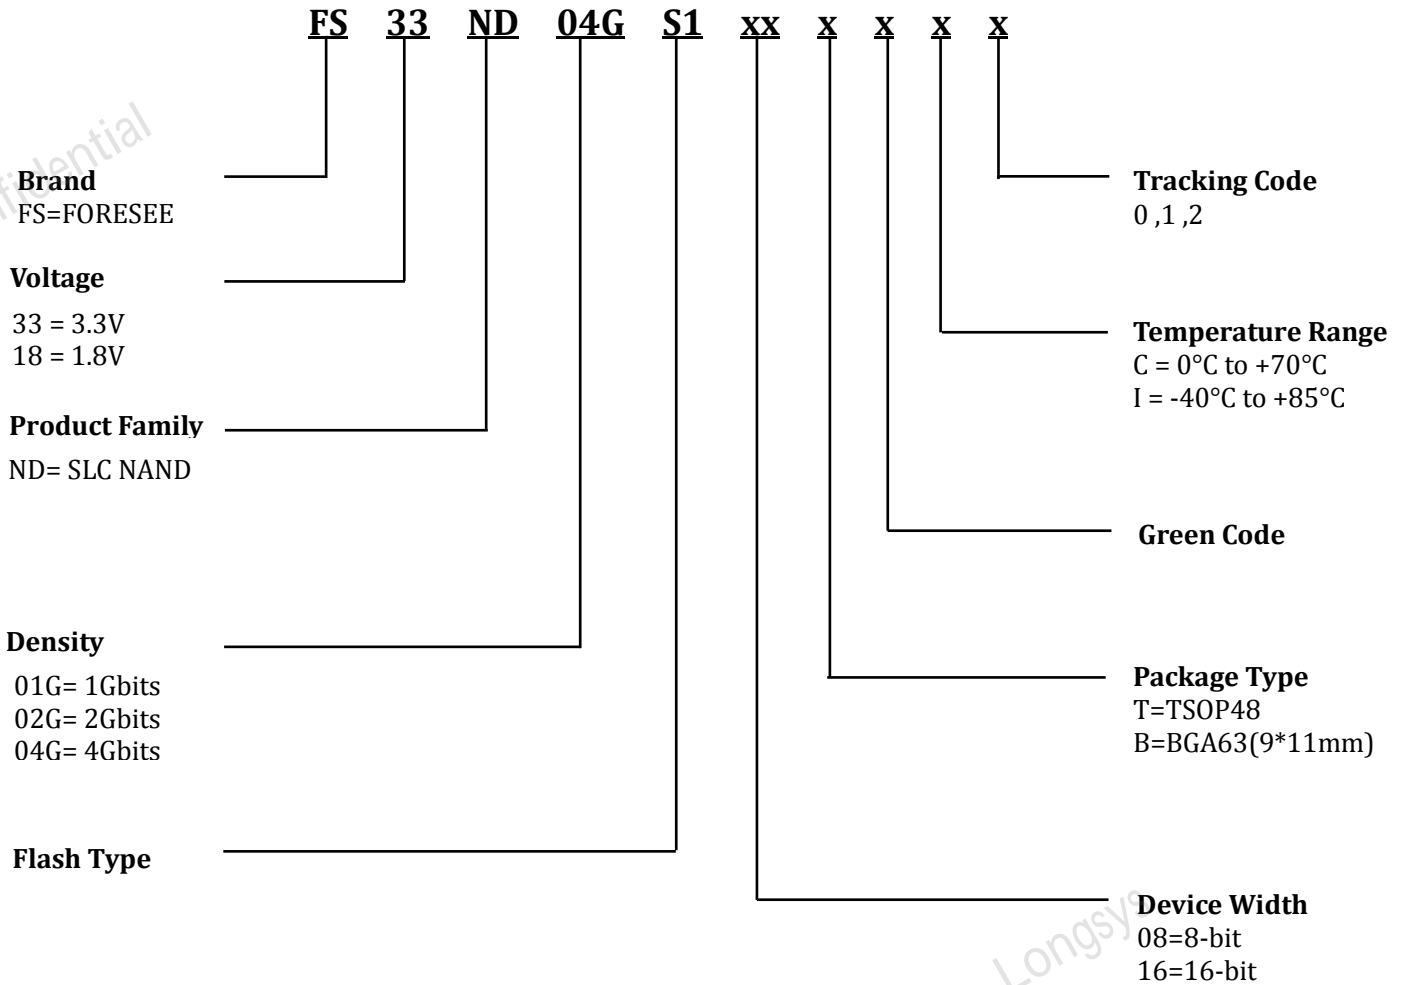 FS 33 ND 04G S1 xx x x x x
Brand
FS=FORESEE
Voltage
33 = 3.3V
18 = 1.8V
Product Family
ND= SLC NAND
Density
01G= 1Gbits
02G= 2Gbits
04G= 4Gbits
Flash Type
Tracking Code
0 ,1 ,2
Temperature Range
C = 0°C to +70°C
I = -40°C to +85°C
Green Code
Package Type
T=TSOP48
B=BGA63(9*11mm)
Device Width
08=8-bit
16=16-bit
Longsys